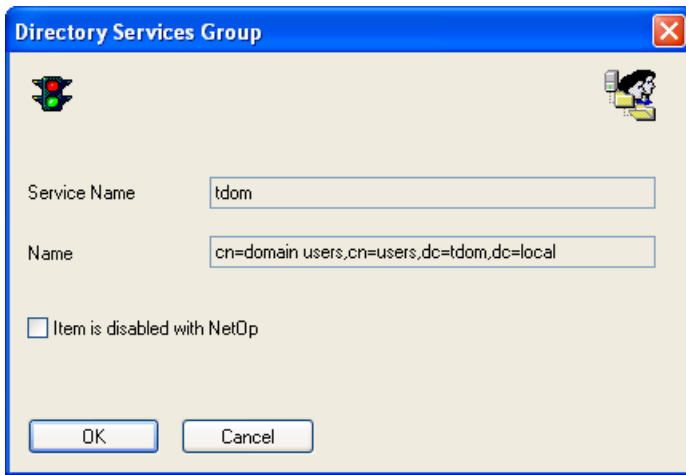 Directory Services Group
Service Name tdom
Name cn=domain users,cn=users,dc=tdom,dc=local
Item is disabled with NetOp
OK Cancel